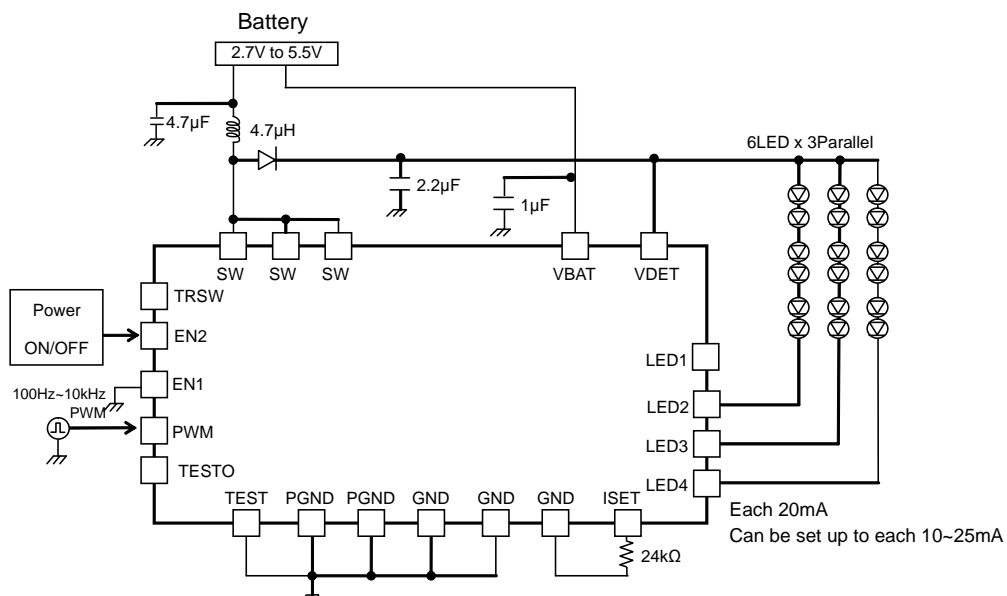 Battery
2.7V to 5.5V
4.7µF
4.7µH
6LED x 3Parallel
2.2µF
1µF
SW
SW
SW
VBAT
VDET
TRSW
Power
ON/OFF
EN2
LED1
EN1
100Hz~10kHz
PWM
LED2
PWM
LED3
TESTO
LED4
TEST
PGND
PGND
GND
GND
GND
ISET
Each 20mA
Can be set up to each 10~25mA
24kΩ